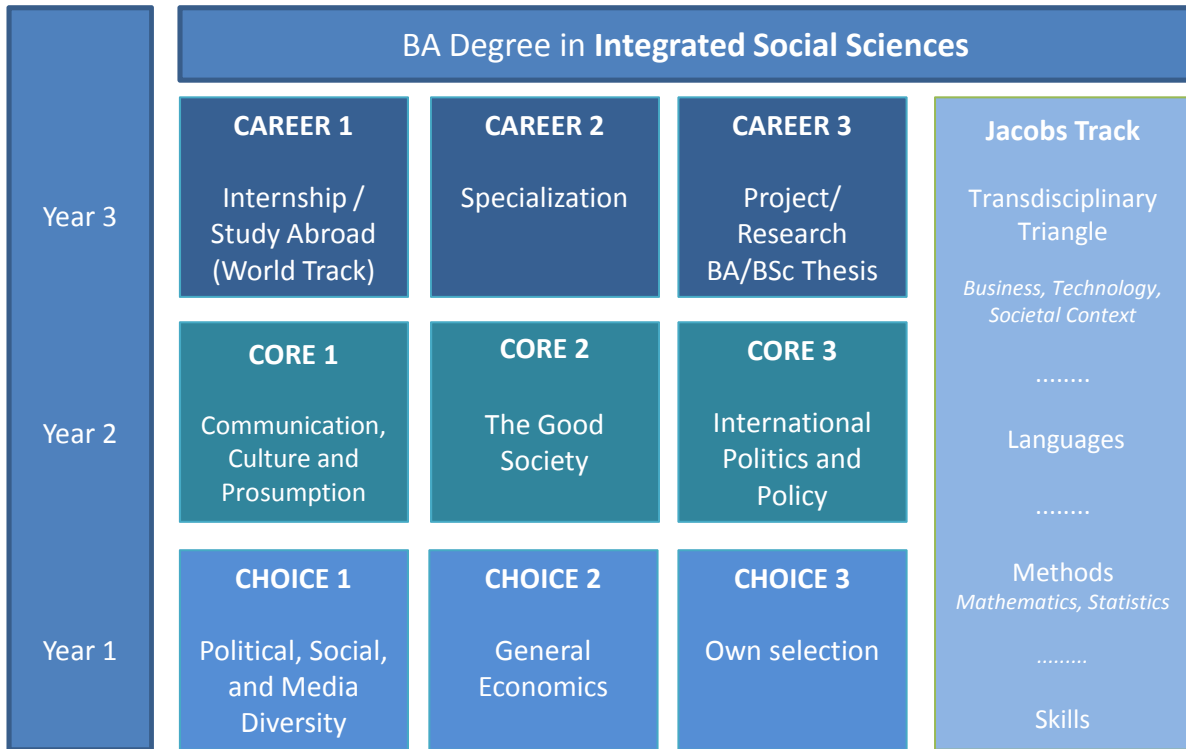 BA Degree in Integrated Social Sciences
Year 3
CAREER 1
Internship /
Study Abroad
(World Track)
CAREER 2
Specialization
CAREER 3
Project/
Research
BA/BSc Thesis
Year 2
CORE 1
Communication,
Culture and
Prosumption
CORE 2
The Good
Society
CORE 3
International
Politics and
Policy
Year 1
CHOICE 1
Political, Social,
and Media
Diversity
CHOICE 2
General
Economics
CHOICE 3
Own selection
Jacobs Track
Transdisciplinary
Triangle
Business, Technology,
Societal Context
........
Languages
........
Methods
Mathematics, Statistics
.........
Skills